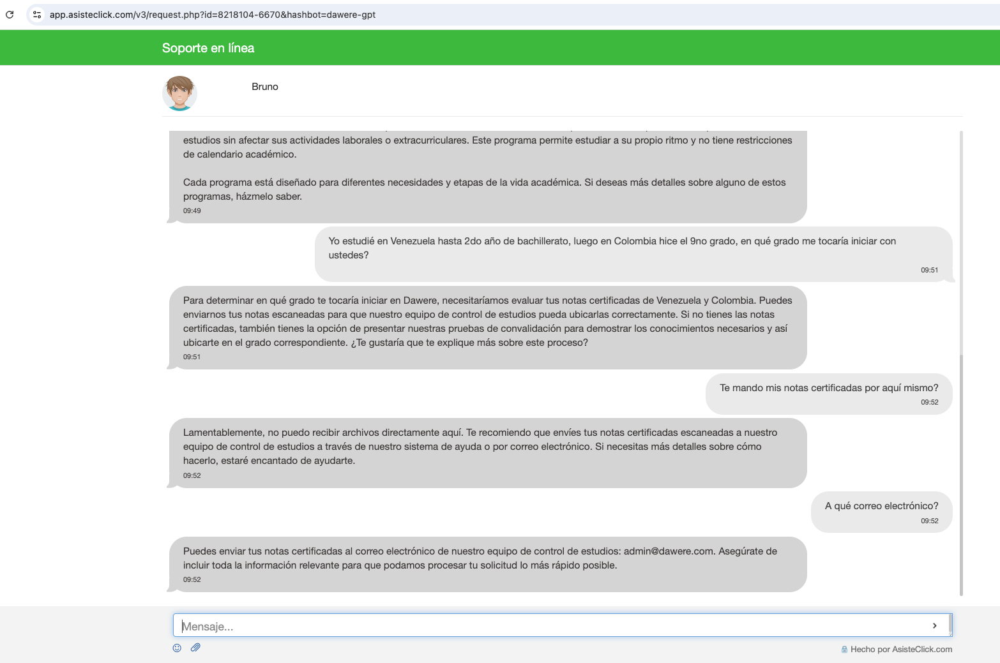 app.asisteclick.com/v3/request.php?id=8218104-6670&hashbot=dawere-gpt
Soporte en línea
Bruno
estudios sin afectar sus actividades laborales o extracurriculares. Este programa permite estudiar a su propio ritmo y no tiene restricciones
de calendario académico.
Cada programa está diseñado para diferentes necesidades y etapas de la vida académica. Si deseas más detalles sobre alguno de estos
programas, házmelo saber.
09:49
Yo estudié en Venezuela hasta 2do año de bachillerato, luego en Colombia hice el 9no grado, en qué grado me tocaría iniciar con
ustedes?
09:51
Para determinar en qué grado te tocaría iniciar en Dawere, necesitaríamos evaluar tus notas certificadas de Venezuela y Colombia. Puedes
enviarnos tus notas escaneadas para que nuestro equipo de control de estudios pueda ubicarlas correctamente. Si no tienes las notas
certificadas, también tienes la opción de presentar nuestras pruebas de convalidación para demostrar los conocimientos necesarios y así
ubicarte en el grado correspondiente. ¿Te gustaría que te explique más sobre este proceso?
09:51
Te mando mis notas certificadas por aquí mismo?
09:52
Lamentablemente, no puedo recibir archivos directamente aquí. Te recomiendo que envíes tus notas certificadas escaneadas a nuestro
equipo de control de estudios a través de nuestro sistema de ayuda o por correo electrónico. Si necesitas más detalles sobre cómo
hacerlo, estaré encantado de ayudarte.
09:52
A qué correo electrónico?
09:52
Puedes enviar tus notas certificadas al correo electrónico de nuestro equipo de control de estudios: admin@dawere.com. Asegúrate de
incluir toda la información relevante para que podamos procesar tu solicitud lo más rápido posible.
09:52
Mensaje...
Hecho por AsisteClick.com